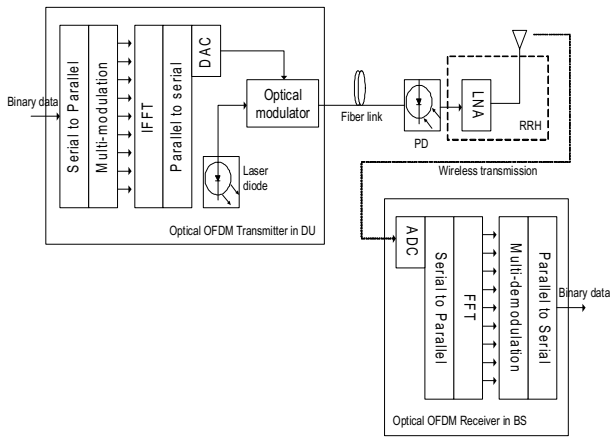 Binary data
Serial to Parallel
Multi-modulation
IFFT
Parallel to serial
DAC
Optical
modulator
Laser
diode
Optical OFDM Transmitter in DU
Fiber link
PD
LNA
RRH
Wireless transmission
ADC
Serial to Parallel
FFT
Multi-demodulation
Parallel to Serial
Binary data
Optical OFDM Receiver in BS